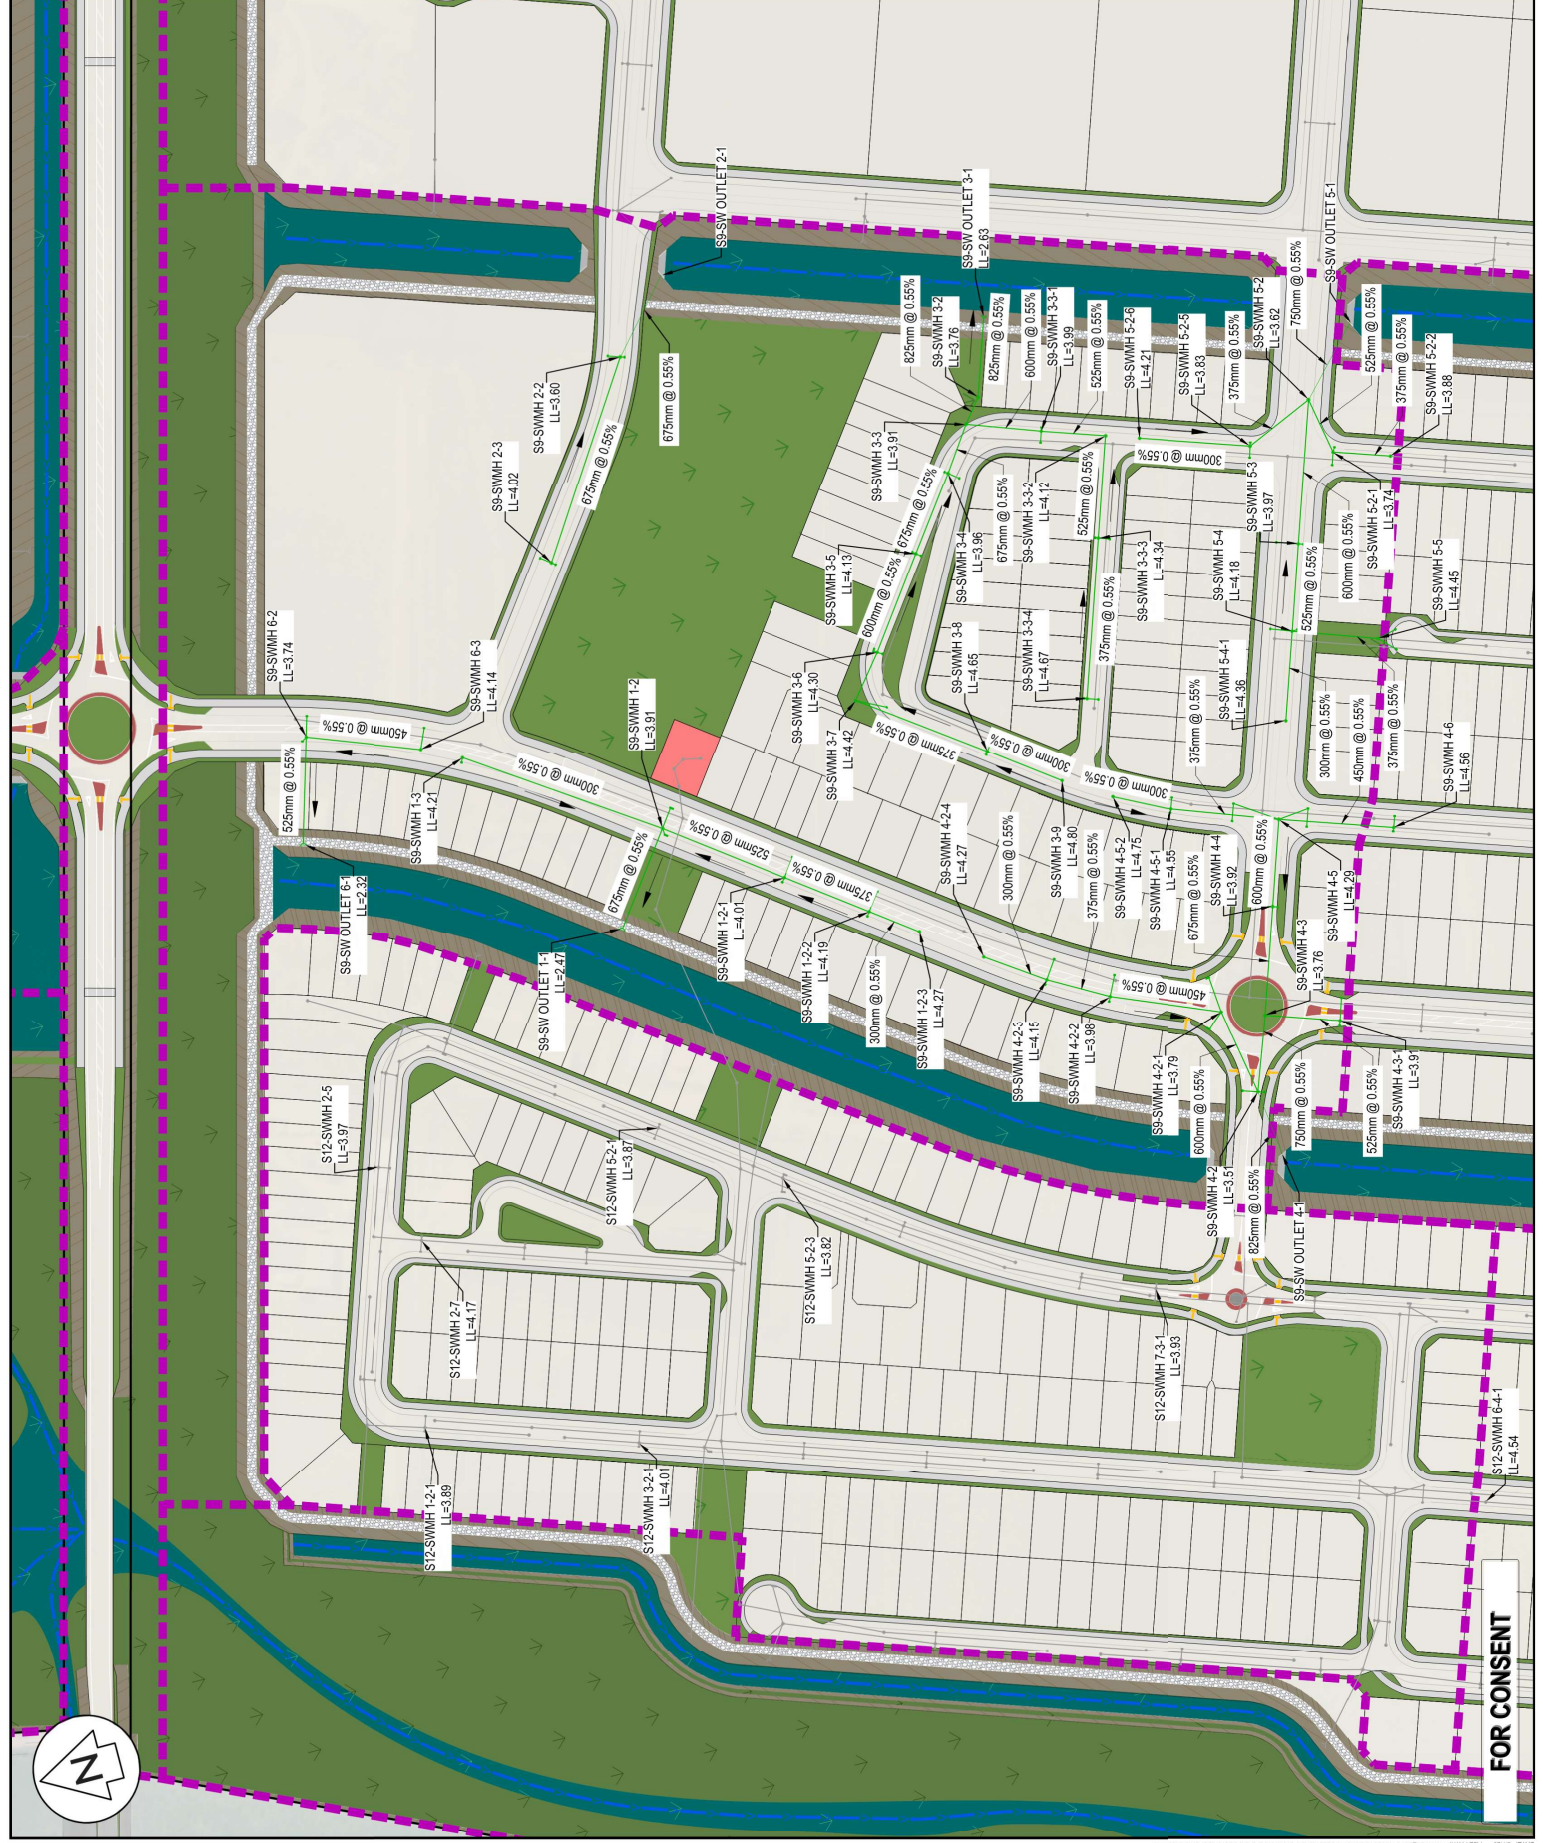 S9-SW OUTLET 2-1
S9-SW OUTLET 3-1
LL=2.63
S9-SW OUTLET 5-1
825mm @ 0.55%
S9-SWMH 3-2
LL=3.76
825mm @ 0.55%
600mm @ 0.55%
S9-SWMH 3-3-1
LL=3.99
525mm @ 0.55%
S9-SWMH 5-2-6
LL=4.21
S9-SWMH 5-2-5
LL=3.83
375mm @ 0.55%
S9-SWMH 5-2
LL=3.62
750mm @ 0.55%
525mm @ 0.55%
375mm @ 0.55%
S9-SWMH 5-2-2
LL=3.88
S9-SWMH 2-2
LL=3.60
675mm @ 0.55%
S9-SWMH 2-3
LL=4.02
675mm @ 0.55%
S9-SWMH 3-3
LL=3.91
675mm @ 0.55%
600mm @ 0.55%
S9-SWMH 3-4
LL=3.96
675mm @ 0.55%
S9-SWMH 3-3-2
LL=4.12
525mm @ 0.55%
300mm @ 0.55%
S9-SWMH 5-3
LL=3.97
S9-SWMH 5-2-1
LL=3.74
600mm @ 0.55%
525mm @ 0.55%
S9-SWMH 5-4
LL=4.18
S9-SWMH 5-5
LL=4.45
S9-SWMH 3-5
LL=4.13
S9-SWMH 3-3-3
LL=4.34
375mm @ 0.55%
S9-SWMH 3-3-4
LL=4.67
S9-SWMH 3-8
LL=4.65
S9-SWMH 3-6
LL=4.30
S9-SWMH 3-7
LL=4.42
375mm @ 0.55%
300mm @ 0.55%
300mm @ 0.55%
375mm @ 0.55%
S9-SWMH 5-4-1
LL=4.36
300mm @ 0.55%
450mm @ 0.55%
375mm @ 0.55%
S9-SWMH 4-6
LL=4.56
S9-SWMH 6-2
LL=3.74
S9-SWMH 6-3
LL=4.14
450mm @ 0.55%
525mm @ 0.55%
S9-SWMH 1-3
LL=4.21
300mm @ 0.55%
S9-SWMH 1-2
LL=3.91
675mm @ 0.55%
525mm @ 0.55%
375mm @ 0.55%
S9-SWMH 4-2-4
LL=4.27
300mm @ 0.55%
S9-SWMH 3-9
LL=4.80
375mm @ 0.55%
S9-SWMH 4-5-2
LL=4.75
S9-SWMH 4-5-1
LL=4.55
675mm @ 0.55%
S9-SWMH 4-4
LL=3.92
600mm @ 0.55%
S9-SWMH 4-5
LL=4.29
S9-SWMH 4-3
LL=3.76
S9-SW OUTLET 6-1
LL=2.32
S9-SW OUTLET 1-1
LL=2.47
S9-SWMH 1-2-1
LL=4.01
S9-SWMH 1-2-2
LL=4.19
300mm @ 0.55%
S9-SWMH 1-2-3
LL=4.27
S9-SWMH 4-2-3
LL=4.15
S9-SWMH 4-2-2
LL=3.98
450mm @ 0.55%
S9-SWMH 4-2-1
LL=3.79
600mm @ 0.55%
750mm @ 0.55%
525mm @ 0.55%
S9-SWMH 4-3-1
LL=3.91
S9-SWMH 4-2
LL=3.51
825mm @ 0.55%
S9-SW OUTLET 4-1
S12-SWMH 2-5
LL=3.97
S12-SWMH 5-2-1
LL=3.87
S12-SWMH 5-2-3
LL=3.82
S12-SWMH 2-7
LL=4.17
S12-SWMH 7-3-1
LL=3.93
S12-SWMH 1-2-1
LL=3.89
S12-SWMH 3-2-1
LL=4.01
S12-SWMH 6-4-1
LL=4.54
N
FOR CONSENT